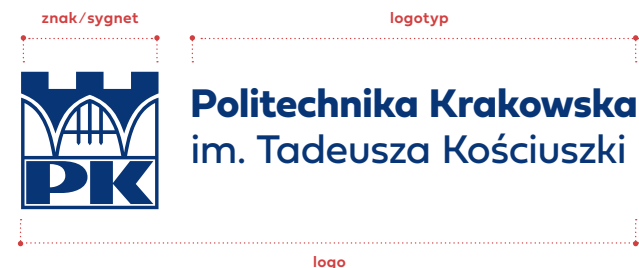 znak/sygnet
logotyp
Politechnika Krakowska
im. Tadeusza Kościuszki
PK
logo